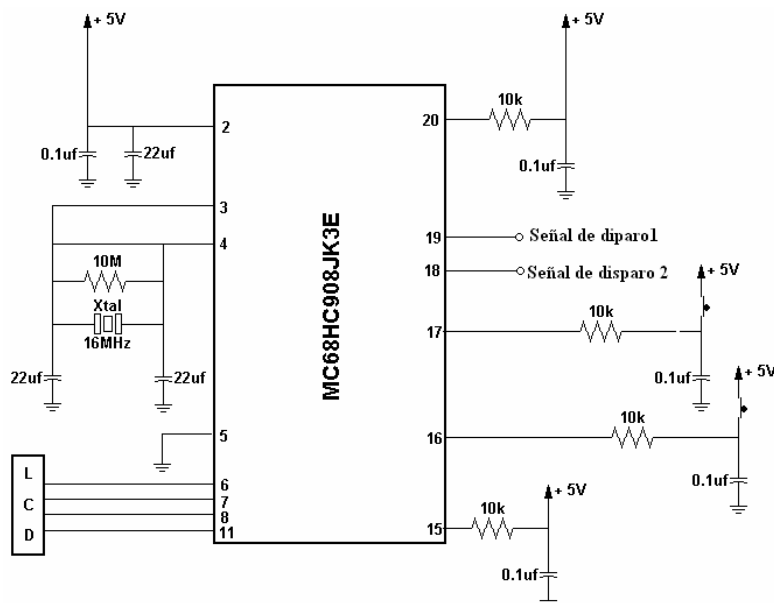 + 5V
+ 5V
10k
2
20
0.1uf
22uf
0.1uf
3
19
Señal de diparo1
4
18
Señal de disparo 2
+ 5V
10M
10k
Xtal
17
16MHz
MC68HC908JK3E
22uf
22uf
0.1uf
+ 5V
10k
5
16
L
6
0.1uf
C
7
+ 5V
8
10k
D
11
15
0.1uf